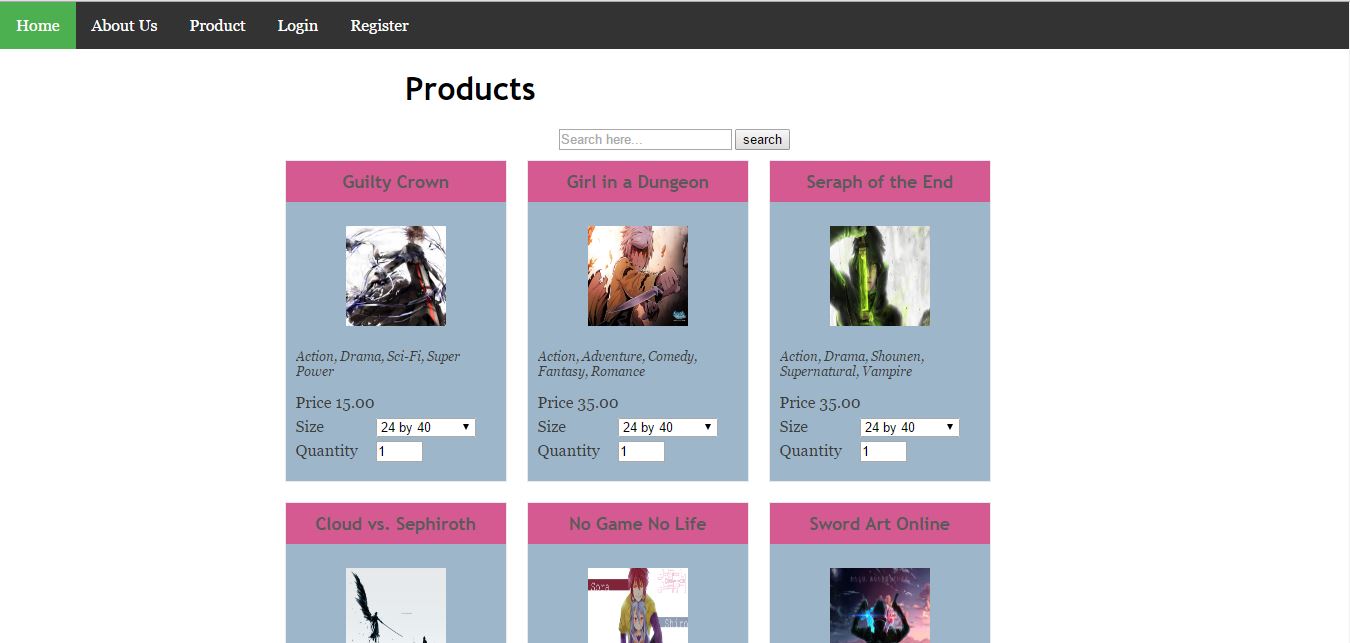 Home About Us Product Login Register
Products
Search here... search
Guilty Crown
Action, Drama, Sci-Fi, Super
Power
Price 15.00
Size 24 by 40
Quantity 1
Girl in a Dungeon
Action, Adventure, Comedy,
Fantasy, Romance
Price 35.00
Size 24 by 40
Quantity 1
Seraph of the End
Action, Drama, Shounen,
Supernatural, Vampire
Price 35.00
Size 24 by 40
Quantity 1
Cloud vs. Sephiroth
No Game No Life
Sora
Shiro
Sword Art Online